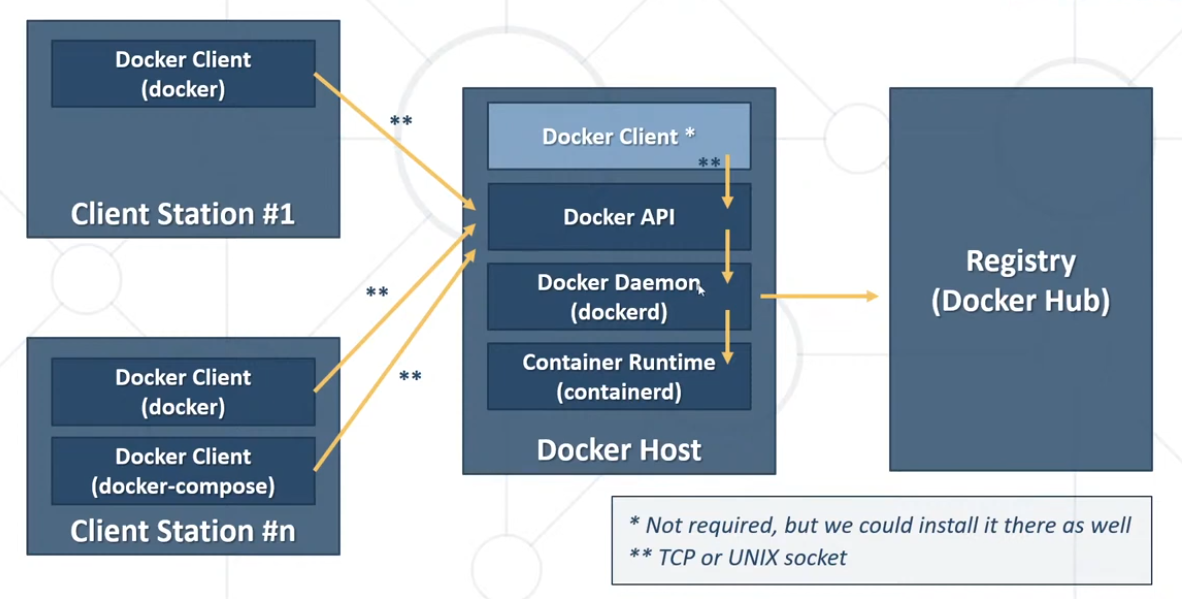 Docker Client
(docker)
**
Client Station #1
Docker Client *
**
Docker API
Docker Daemon
(dockerd)
Container Runtime
(containerd)
Docker Host
Registry
(Docker Hub)
**
Docker Client
(docker)
**
Docker Client
(docker-compose)
Client Station #n
* Not required, but we could install it there as well
** TCP or UNIX socket